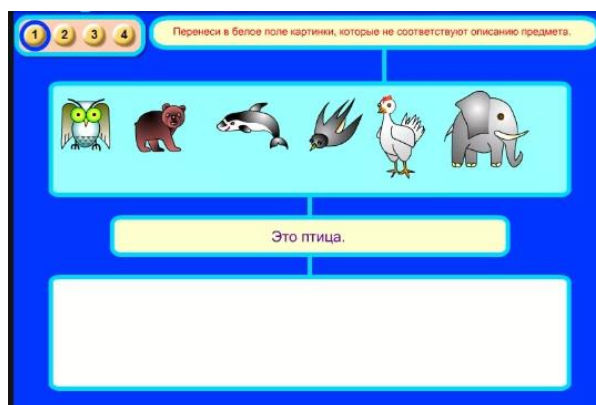 1 2 3 4
Перенеси в белое поле картинки, которые не соответствуют описанию предмета.
Это птица.